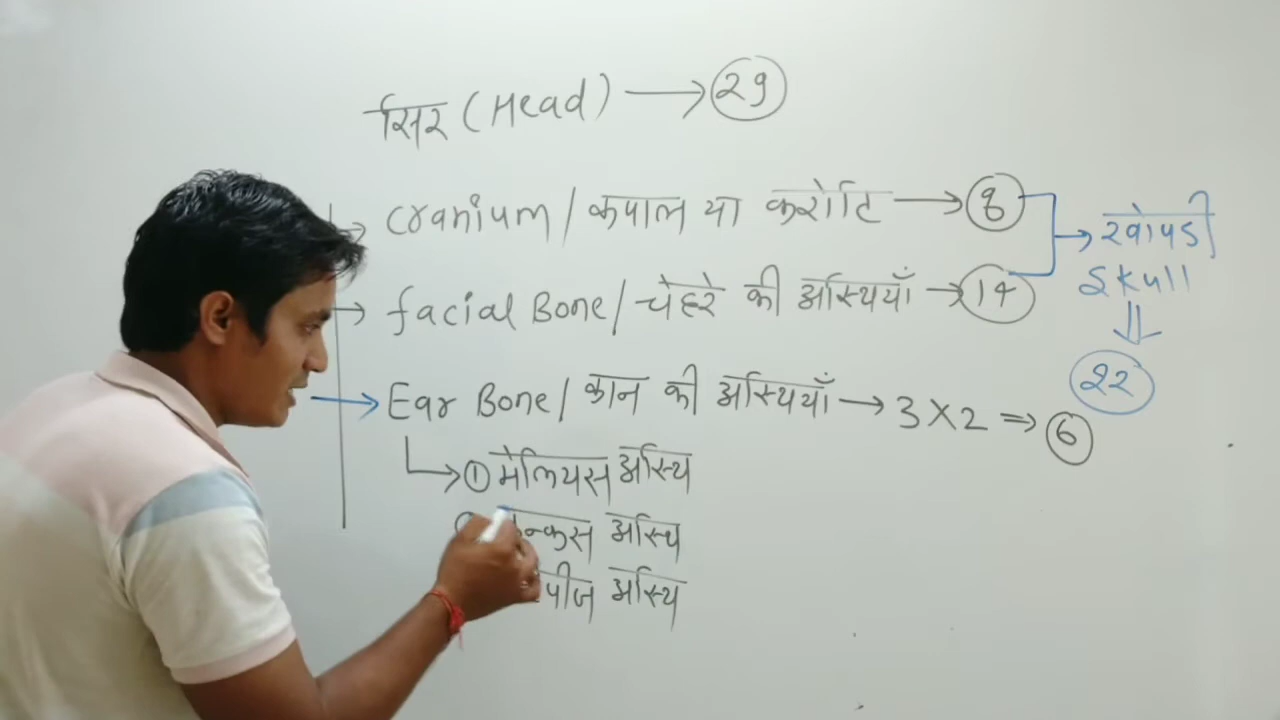 सिर (Head) → 29
Cranium / कपाल या करोटि → 8
facial Bone / चेहरे की अस्थियाँ → 14
खोपडी
Skull
22
Ear Bone / कान की अस्थियाँ → 3 X 2 ⇒ 6
① मेलियस अस्थि
अस्थि
अस्थि